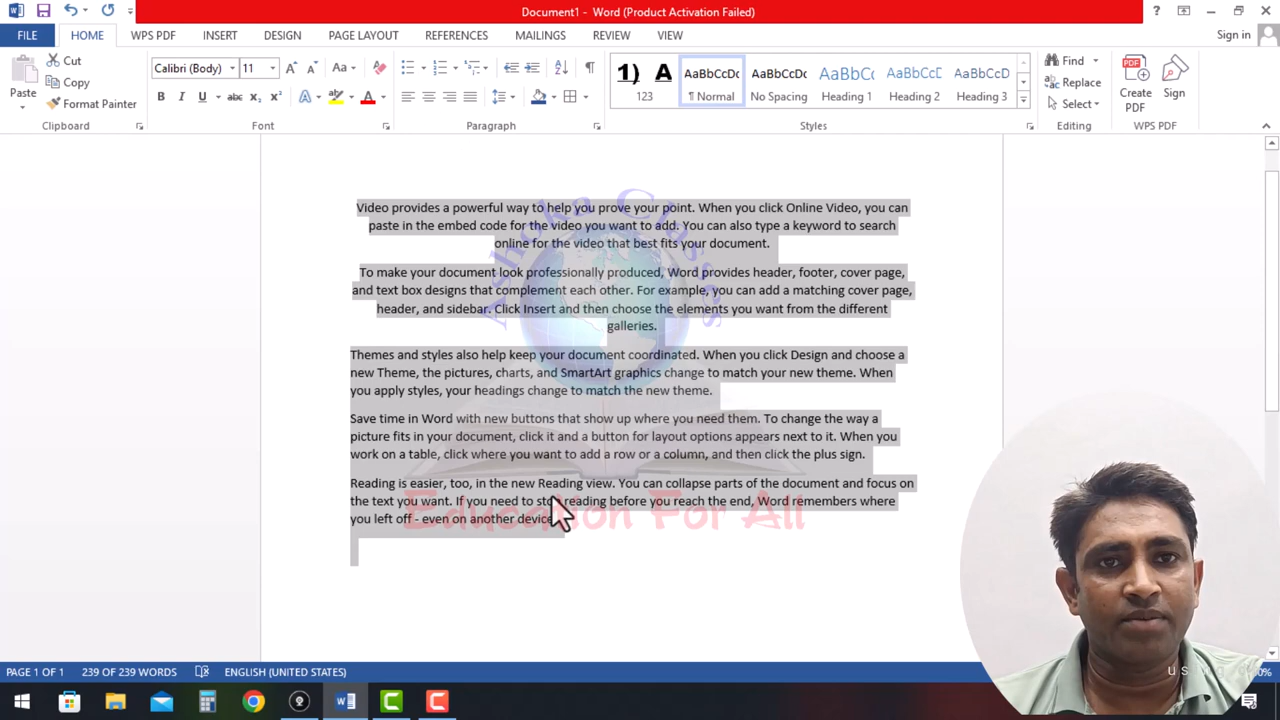 Document1 - Word (Product Activation Failed)
FILE HOME WPS PDF INSERT DESIGN PAGE LAYOUT REFERENCES MAILINGS REVIEW VIEW Sign in
Paste
Cut
Copy
Format Painter
Clipboard
Calibri (Body) 11
Font
Paragraph
1) A AaBbCcDc AaBbCcDc AaBbCc AaBbCcC AaBbCcD
123 ¶ Normal No Spacing Heading 1 Heading 2 Heading 3
Styles
Find
Replace
Select
Editing
Create PDF
Sign
WPS PDF
Ashoka Classes
Video provides a powerful way to help you prove your point. When you click Online Video, you can
paste in the embed code for the video you want to add. You can also type a keyword to search
online for the video that best fits your document.
To make your document look professionally produced, Word provides header, footer, cover page,
and text box designs that complement each other. For example, you can add a matching cover page,
header, and sidebar. Click Insert and then choose the elements you want from the different
galleries.
Themes and styles also help keep your document coordinated. When you click Design and choose a
new Theme, the pictures, charts, and SmartArt graphics change to match your new theme. When
you apply styles, your headings change to match the new theme.
Save time in Word with new buttons that show up where you need them. To change the way a
picture fits in your document, click it and a button for layout options appears next to it. When you
work on a table, click where you want to add a row or a column, and then click the plus sign.
Reading is easier, too, in the new Reading view. You can collapse parts of the document and focus on
the text you want. If you need to stop reading before you reach the end, Word remembers where
you left off - even on another device
Education For All
PAGE 1 OF 1 239 OF 239 WORDS ENGLISH (UNITED STATES)